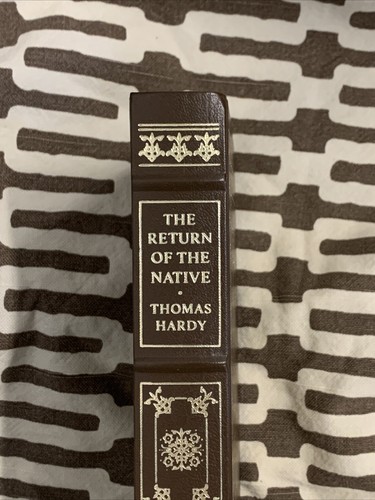 THE
RETURN
OF THE
NATIVE
•
THOMAS
HARDY